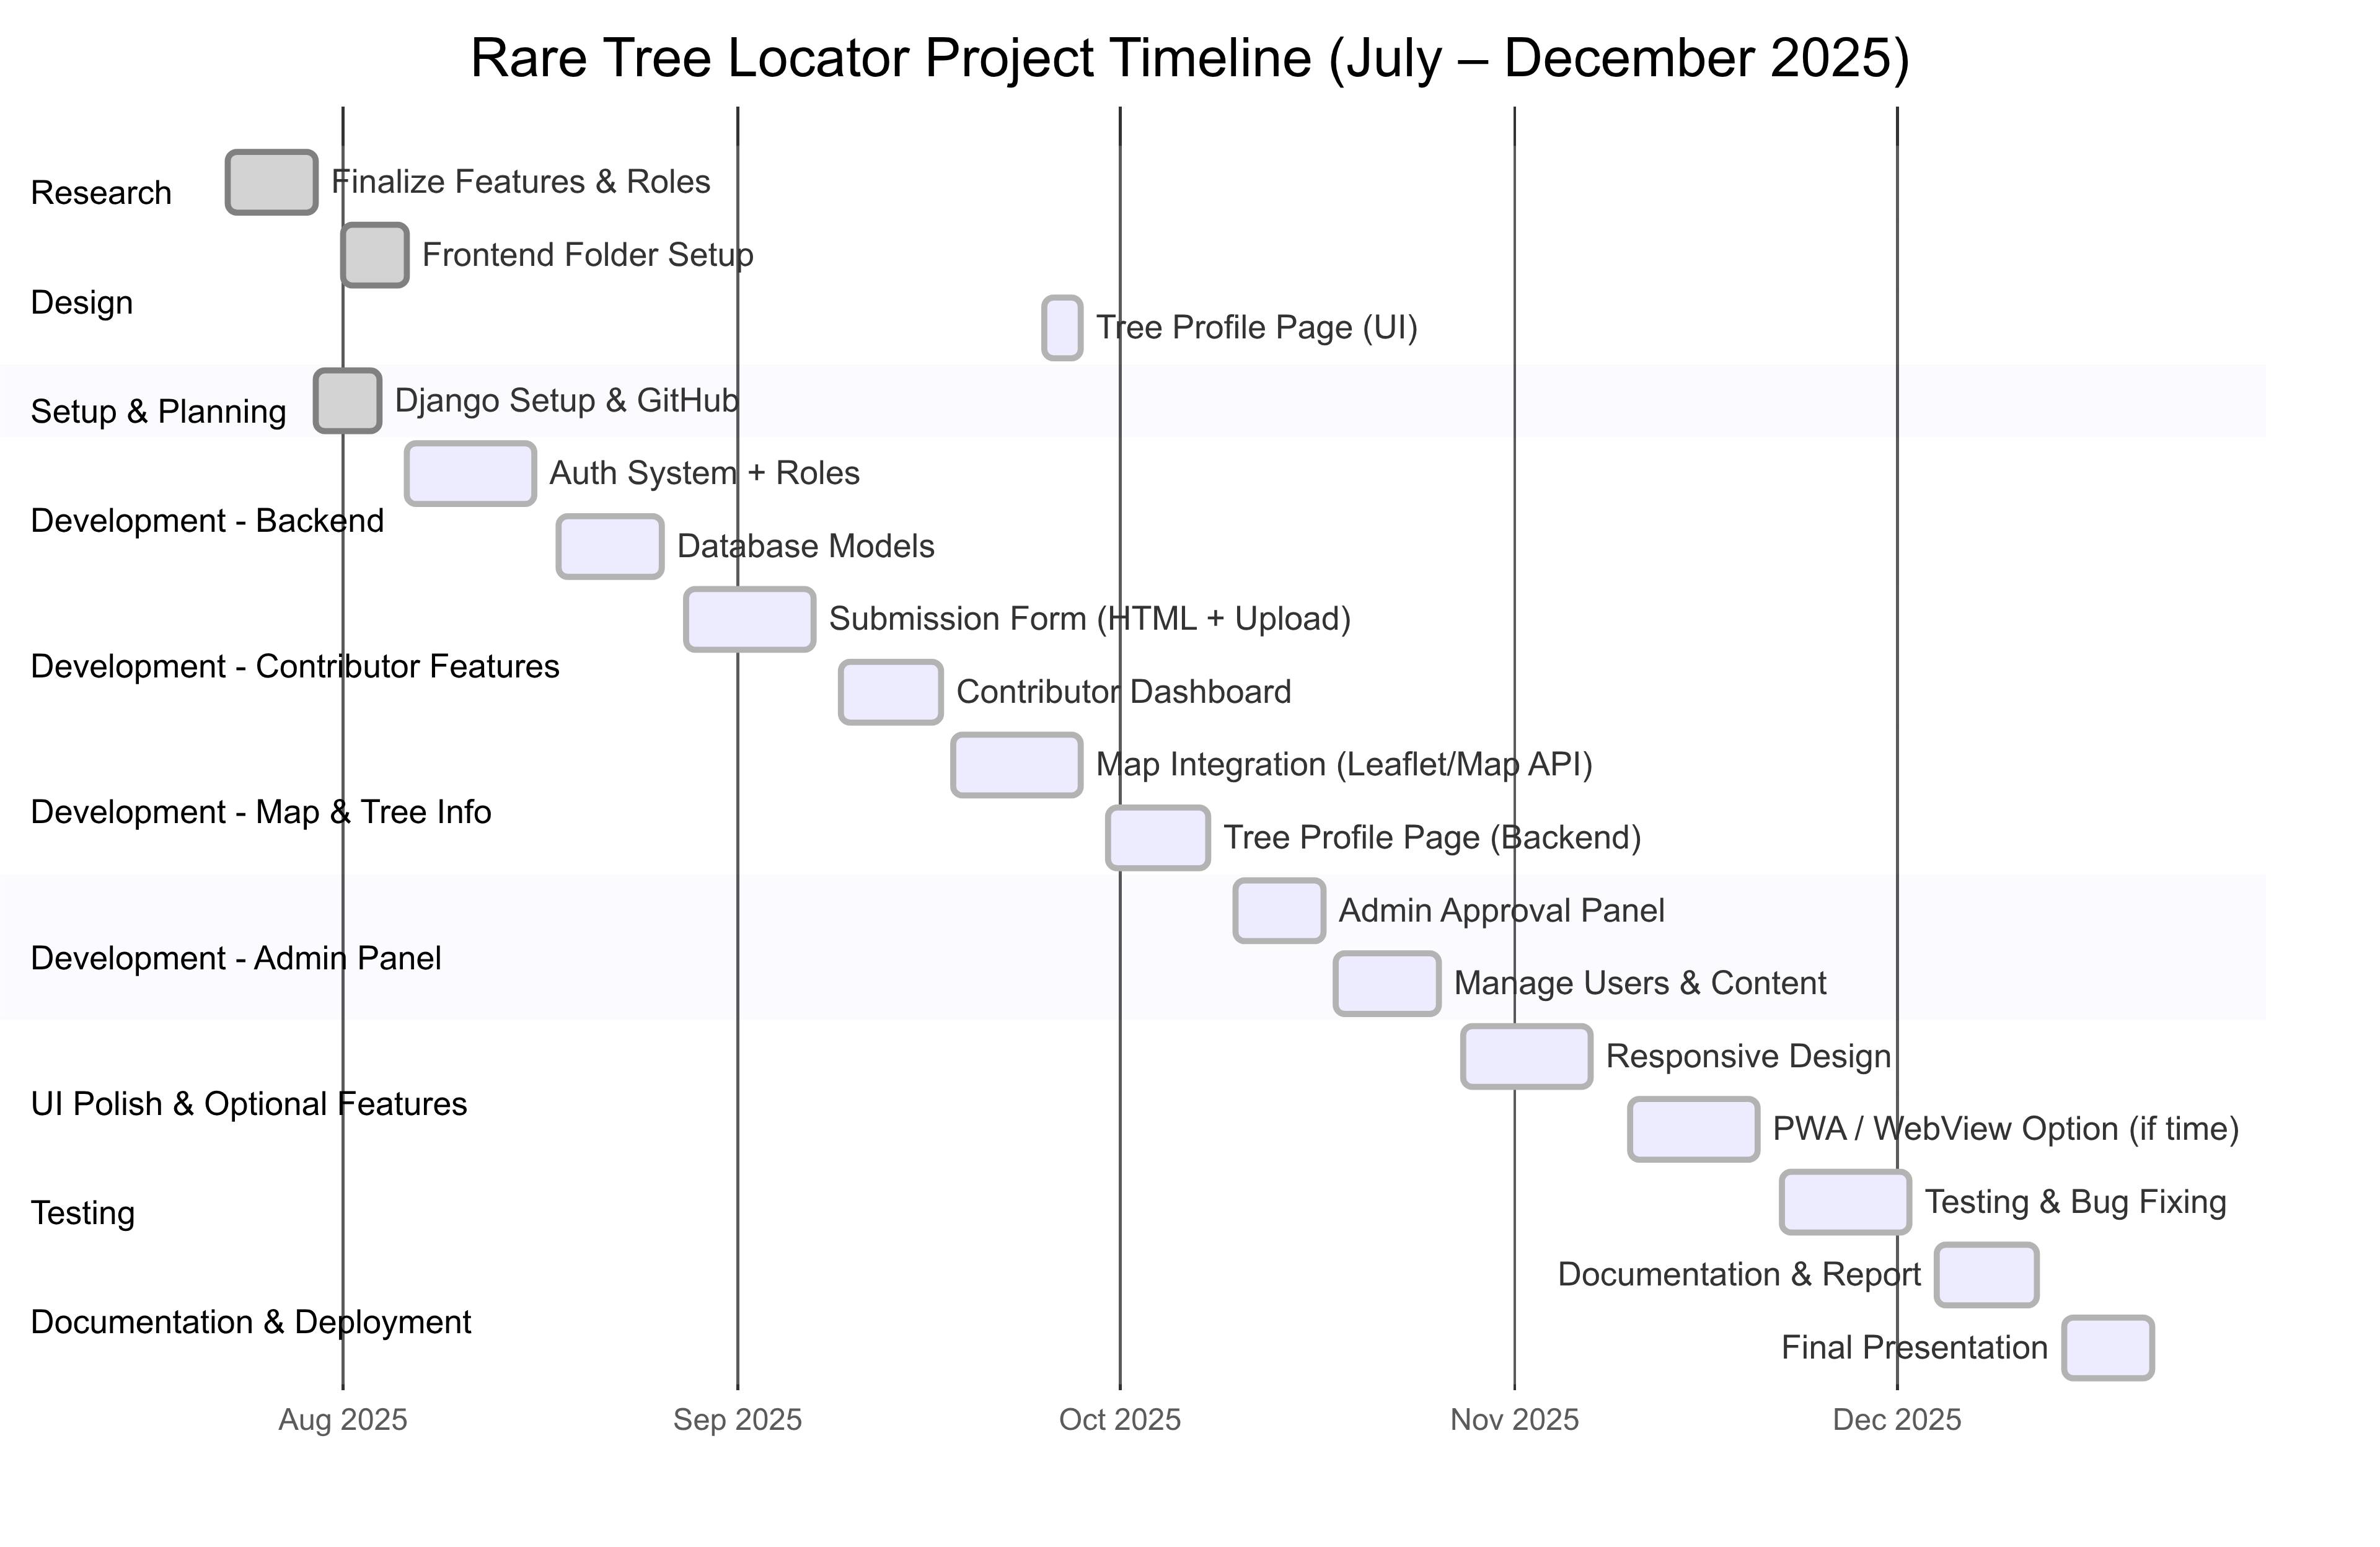 Rare Tree Locator Project Timeline (July – December 2025)
Finalize Features & Roles
Research
Frontend Folder Setup
Design
Tree Profile Page (UI)
Django Setup & GitHub
Setup & Planning
Auth System + Roles
Development - Backend
Database Models
Submission Form (HTML + Upload)
Development - Contributor Features
Contributor Dashboard
Map Integration (Leaflet/Map API)
Development - Map & Tree Info
Tree Profile Page (Backend)
Admin Approval Panel
Development - Admin Panel
Manage Users & Content
Responsive Design
UI Polish & Optional Features
PWA / WebView Option (if time)
Testing & Bug Fixing
Testing
Documentation & Report
Documentation & Deployment
Final Presentation
Aug 2025
Sep 2025
Oct 2025
Nov 2025
Dec 2025